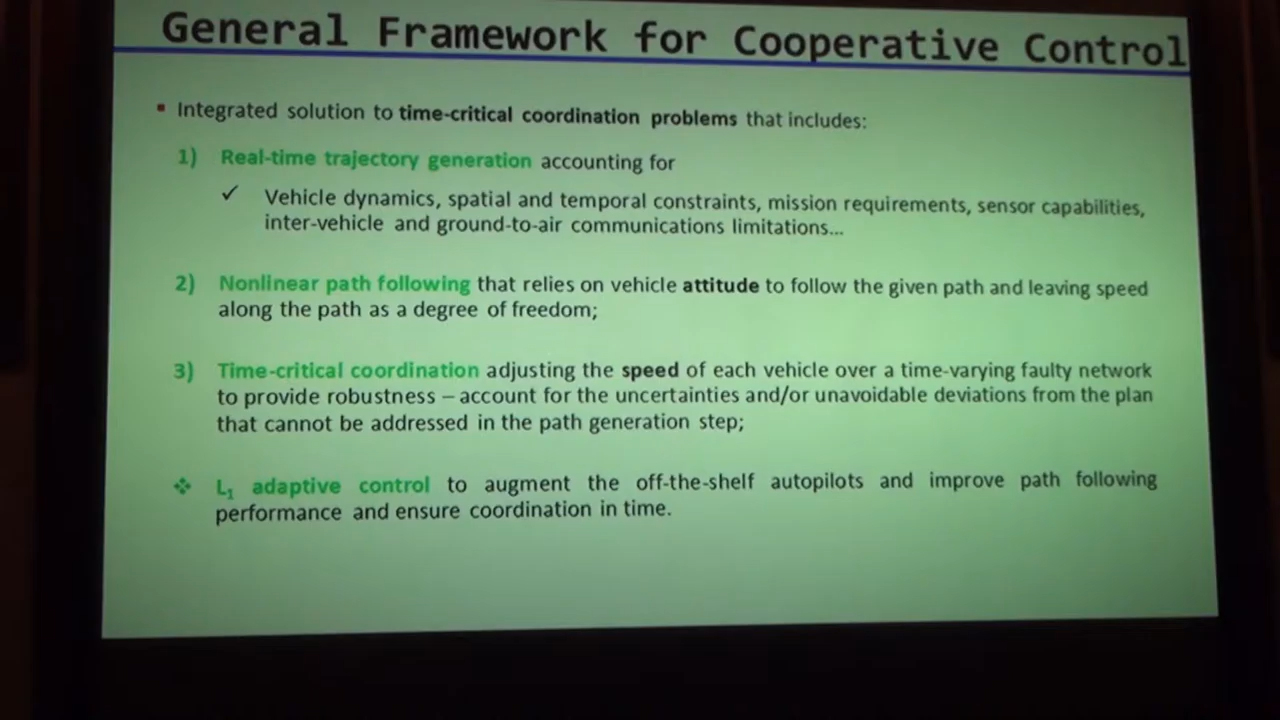 General Framework for Cooperative Control
▪ Integrated solution to time-critical coordination problems that includes:
1) Real-time trajectory generation accounting for
✓ Vehicle dynamics, spatial and temporal constraints, mission requirements, sensor capabilities,
inter-vehicle and ground-to-air communications limitations...
2) Nonlinear path following that relies on vehicle attitude to follow the given path and leaving speed
along the path as a degree of freedom;
3) Time-critical coordination adjusting the speed of each vehicle over a time-varying faulty network
to provide robustness – account for the uncertainties and/or unavoidable deviations from the plan
that cannot be addressed in the path generation step;
❖ L₁ adaptive control to augment the off-the-shelf autopilots and improve path following
performance and ensure coordination in time.